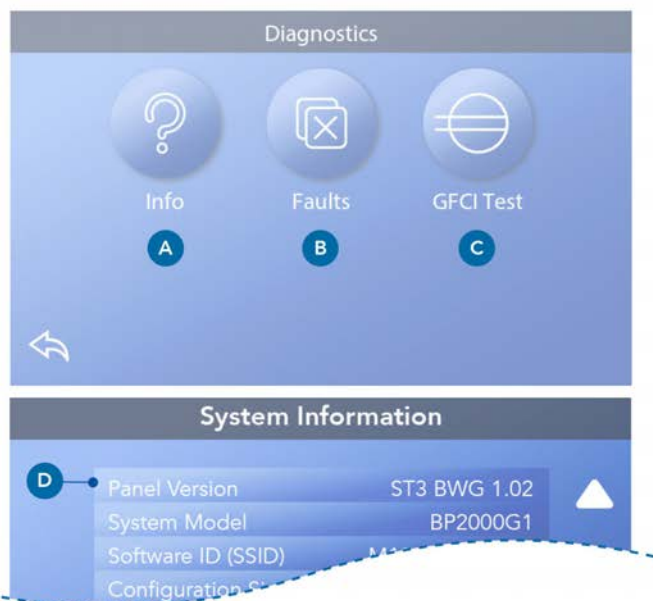 Diagnostics
Info Faults GFCI Test
A B C
System Information
D Panel Version ST3 BWG 1.02
System Model BP2000G1
Software ID (SSID)
Configuration